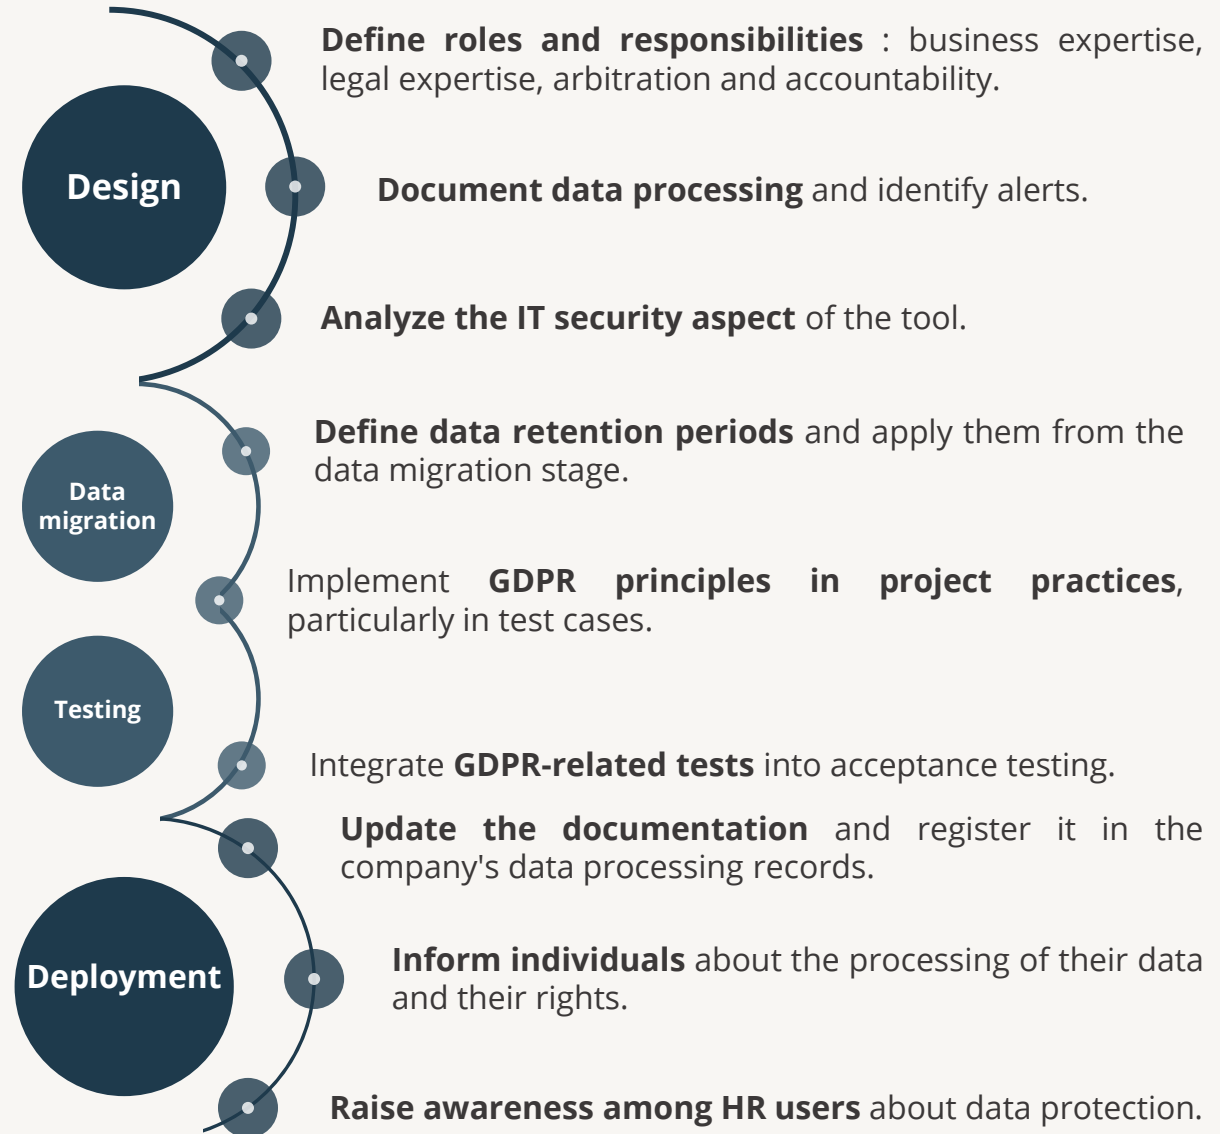 Define roles and responsibilities : business expertise,
legal expertise, arbitration and accountability.
Design
Document data processing and identify alerts.
Analyze the IT security aspect of the tool.
Define data retention periods and apply them from the
data migration stage.
Data
migration
Implement GDPR principles in project practices,
particularly in test cases.
Testing
Integrate GDPR-related tests into acceptance testing.
Update the documentation and register it in the
company's data processing records.
Deployment
Inform individuals about the processing of their data
and their rights.
Raise awareness among HR users about data protection.